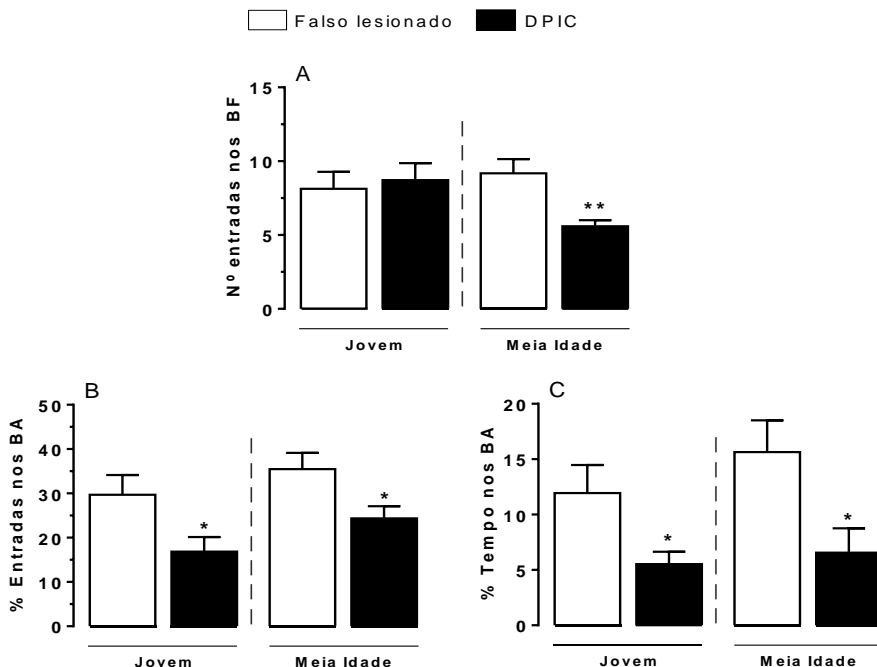 Falso lesionado DPIC
A
Nº entradas nos BF
15
10
5
0
**
Jovem Meia Idade
B
% Entradas nos BA
50
40
30
20
10
0
*
*
Jovem Meia Idade
C
% Tempo nos BA
20
15
10
5
0
*
*
Jovem Meia Idade